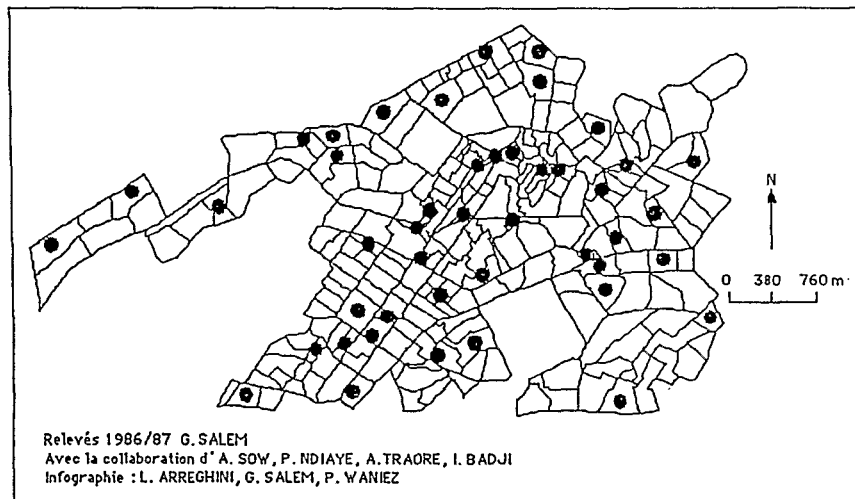 N
0 380 760 m
Relevés 1986/87 G.SALEM
Avec la collaboration d'A. SOW, P. NDIAYE, A.TRAORE, I. BADJI
Infographie : L. ARREGHINI, G. SALEM, P. WANIEZ